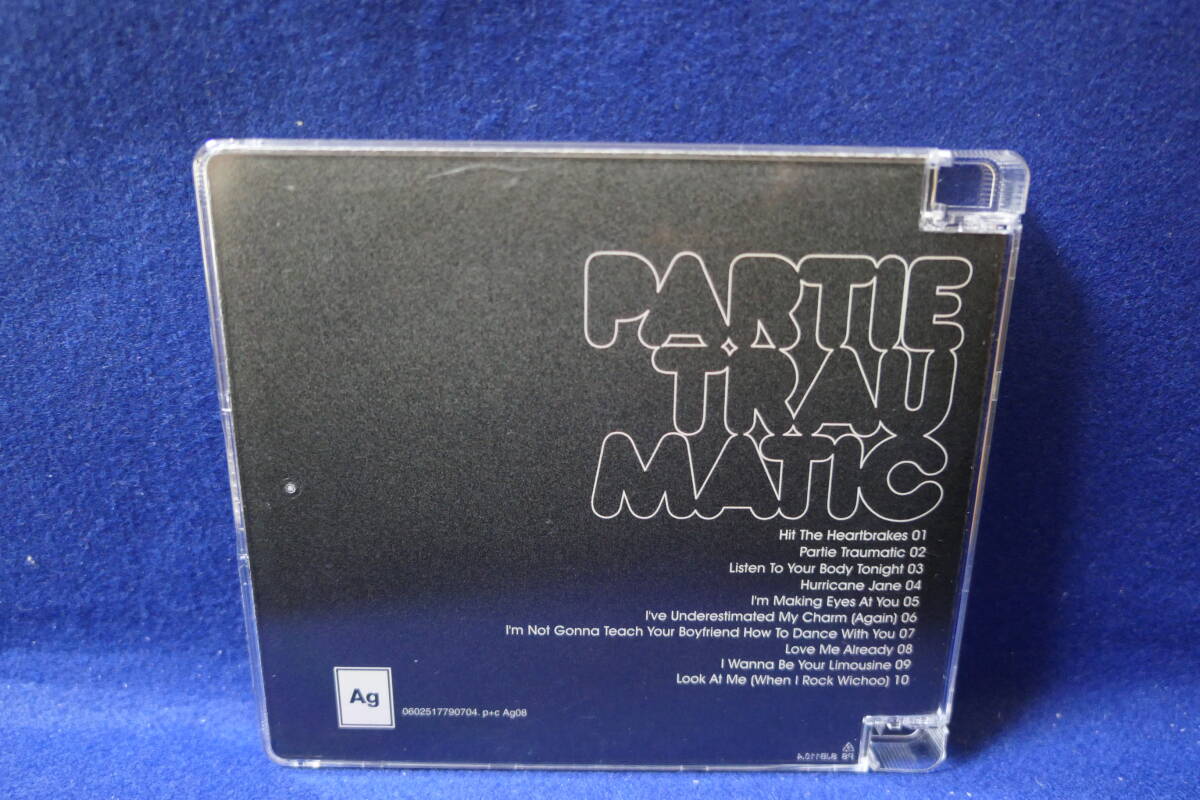 PARTIE
TRAU
MATIC
Hit The Heartbrakes 01
Partie Traumatic 02
Listen To Your Body Tonight 03
Hurricane Jane 04
I'm Making Eyes At You 05
I've Underestimated My Charm (Again) 06
I'm Not Gonna Teach Your Boyfriend How To Dance With You 07
Love Me Already 08
I Wanna Be Your Limousine 09
Look At Me (When I Rock Wichoo) 10
Ag
0602517790704. p+c Ag08